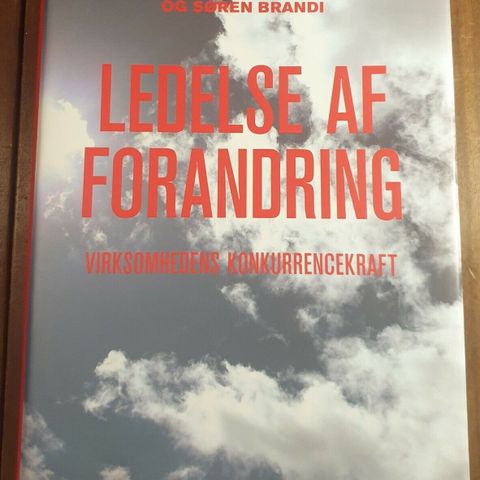 OG SØREN BRANDI
LEDELSE AF
FORANDRING
VIRKSOMHEDENS KONKURRENCEKRAFT